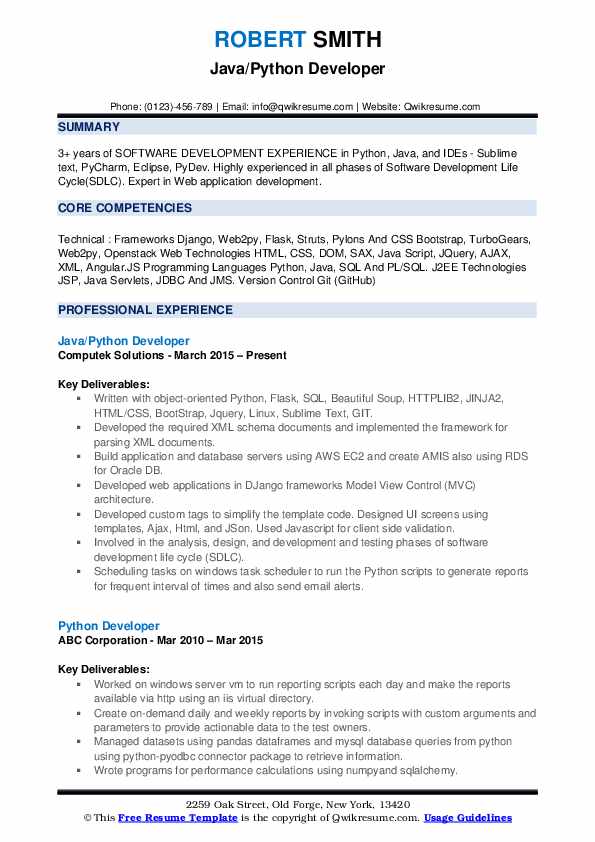 ROBERT SMITH
Java/Python Developer
Phone: (0123)-456-789 | Email: info@qwikresume.com | Website: Qwikresume.com
SUMMARY
3+ years of SOFTWARE DEVELOPMENT EXPERIENCE in Python, Java, and IDEs - Sublime
text, PyCharm, Eclipse, PyDev. Highly experienced in all phases of Software Development Life
Cycle(SDLC). Expert in Web application development.
CORE COMPETENCIES
Technical : Frameworks Django, Web2py, Flask, Struts, Pylons And CSS Bootstrap, TurboGears,
Web2py, Openstack Web Technologies HTML, CSS, DOM, SAX, Java Script, JQuery, AJAX,
XML, Angular.JS Programming Languages Python, Java, SQL And PL/SQL. J2EE Technologies
JSP, Java Servlets, JDBC And JMS. Version Control Git (GitHub)
PROFESSIONAL EXPERIENCE
Java/Python Developer
Computek Solutions - March 2015 – Present
Key Deliverables:
▪ Written with object-oriented Python, Flask, SQL, Beautiful Soup, HTTPLIB2, JINJA2,
HTML/CSS, BootStrap, Jquery, Linux, Sublime Text, GIT.
▪ Developed the required XML schema documents and implemented the framework for
parsing XML documents.
▪ Build application and database servers using AWS EC2 and create AMIS also using RDS
for Oracle DB.
▪ Developed web applications in DJango frameworks Model View Control (MVC)
architecture.
▪ Developed custom tags to simplify the template code. Designed UI screens using
templates, Ajax, Html, and JSon. Used Javascript for client side validation.
▪ Involved in the analysis, design, and development and testing phases of software
development life cycle (SDLC).
▪ Scheduling tasks on windows task scheduler to run the Python scripts to generate reports
for frequent interval of times and also send email alerts.
Python Developer
ABC Corporation - Mar 2010 – Mar 2015
Key Deliverables:
▪ Worked on windows server vm to run reporting scripts each day and make the reports
available via http using an iis virtual directory.
▪ Create on-demand daily and weekly reports by invoking scripts with custom arguments and
parameters to provide actionable data to the test owners.
▪ Managed datasets using pandas dataframes and mysql database queries from python
using python-pyodbc connector package to retrieve information.
▪ Wrote programs for performance calculations using numpyand sqlalchemy.
2259 Oak Street, Old Forge, New York, 13420
© This Free Resume Template is the copyright of Qwikresume.com. Usage Guidelines